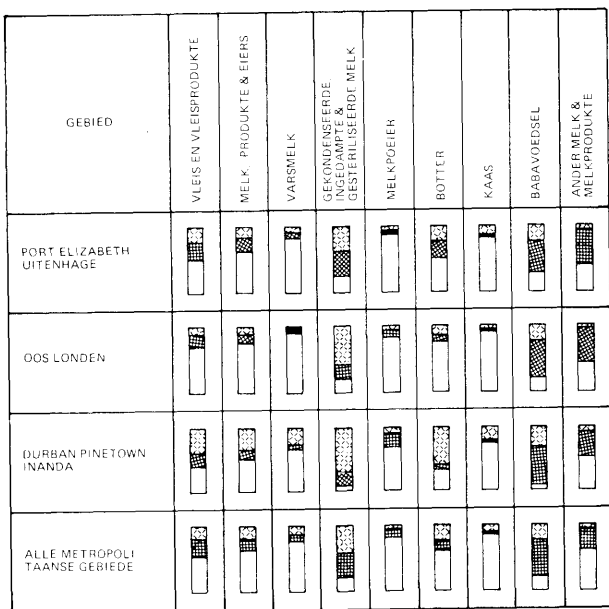 GEBIED
VLEIS EN VLEISPRODUKTE
MELK, PRODUKTE & EIERS
VARSMELK
GEKONDENSEERDE,
INGEDAMPTE &
GESTERILISEERDE MELK
MELKPOEIER
BOTTER
KAAS
BABAVOEDSEL
ANDER MELK &
MELKPRODUKTE
PORT ELIZABETH
UITENHAGE
OOS LONDEN
DURBAN PINETOWN
INANDA
ALLE METROPOLI
TAANSE GEBIEDE